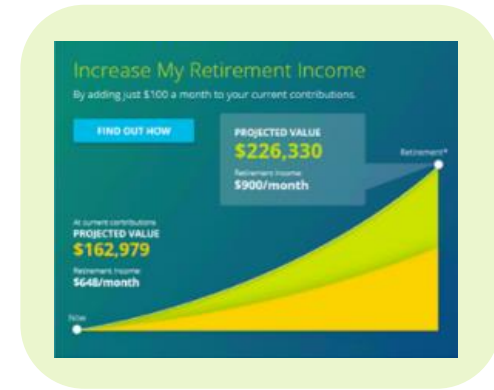 Increase My Retirement Income
By adding just $100 a month to your current contributions.
FIND OUT HOW
PROJECTED VALUE
$226,330
Retirement Income:
$900/month
Retirement*
At current contributions
PROJECTED VALUE
$162,979
Retirement Income:
$648/month
Now